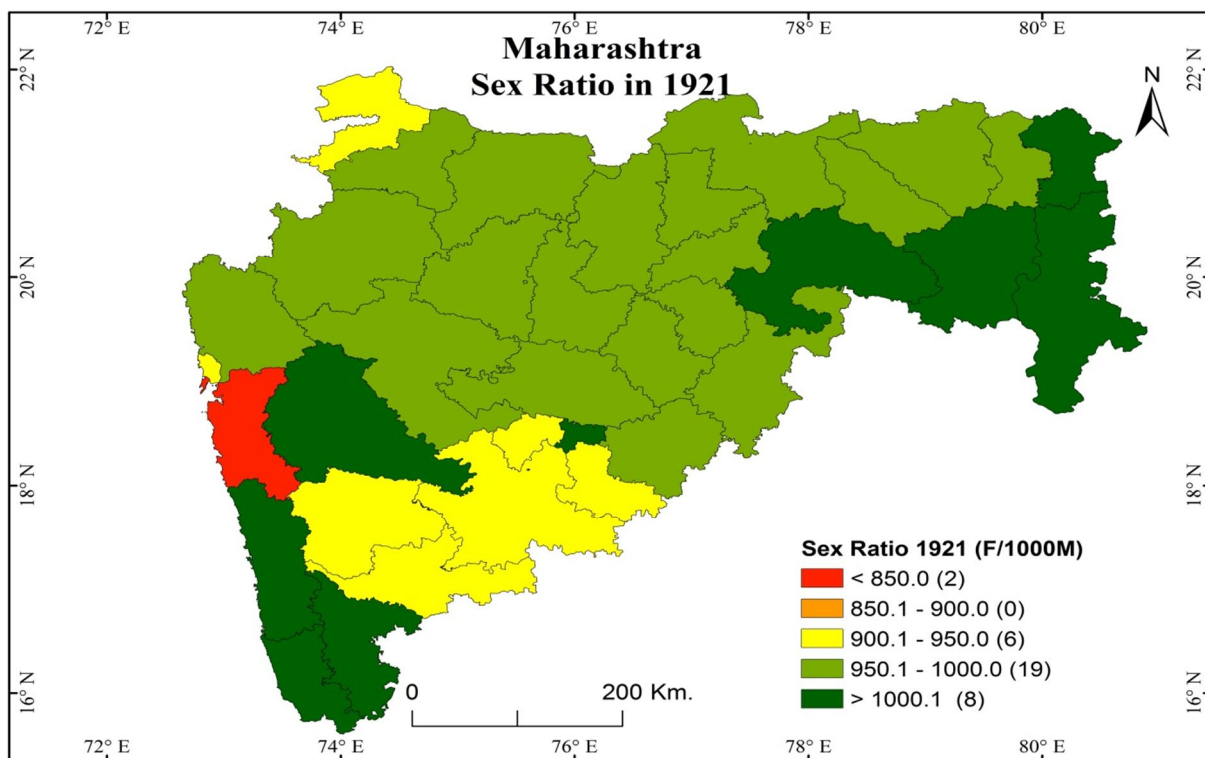 72° E 74° E 76° E 78° E 80° E
Maharashtra
Sex Ratio in 1921
N
22° N 22° N
20° N 20° N
18° N 18° N
16° N 16° N
Sex Ratio 1921 (F/1000M)
< 850.0 (2)
850.1 - 900.0 (0)
900.1 - 950.0 (6)
950.1 - 1000.0 (19)
> 1000.1 (8)
0 200 Km.
72° E 74° E 76° E 78° E 80° E